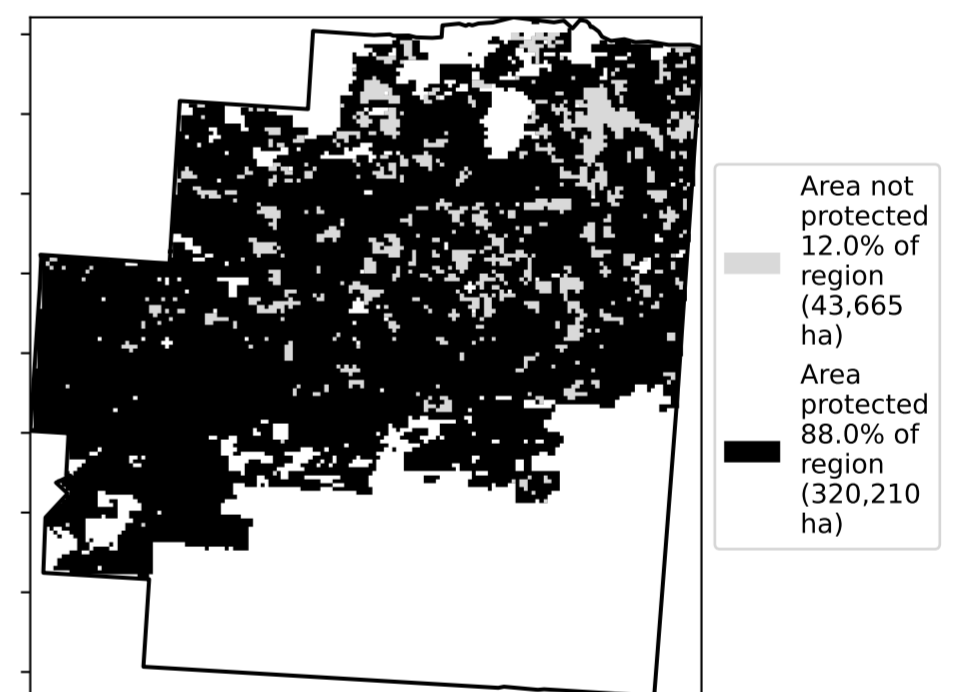 Area not
protected
12.0% of
region
(43,665
ha)
Area
protected
88.0% of
region
(320,210
ha)